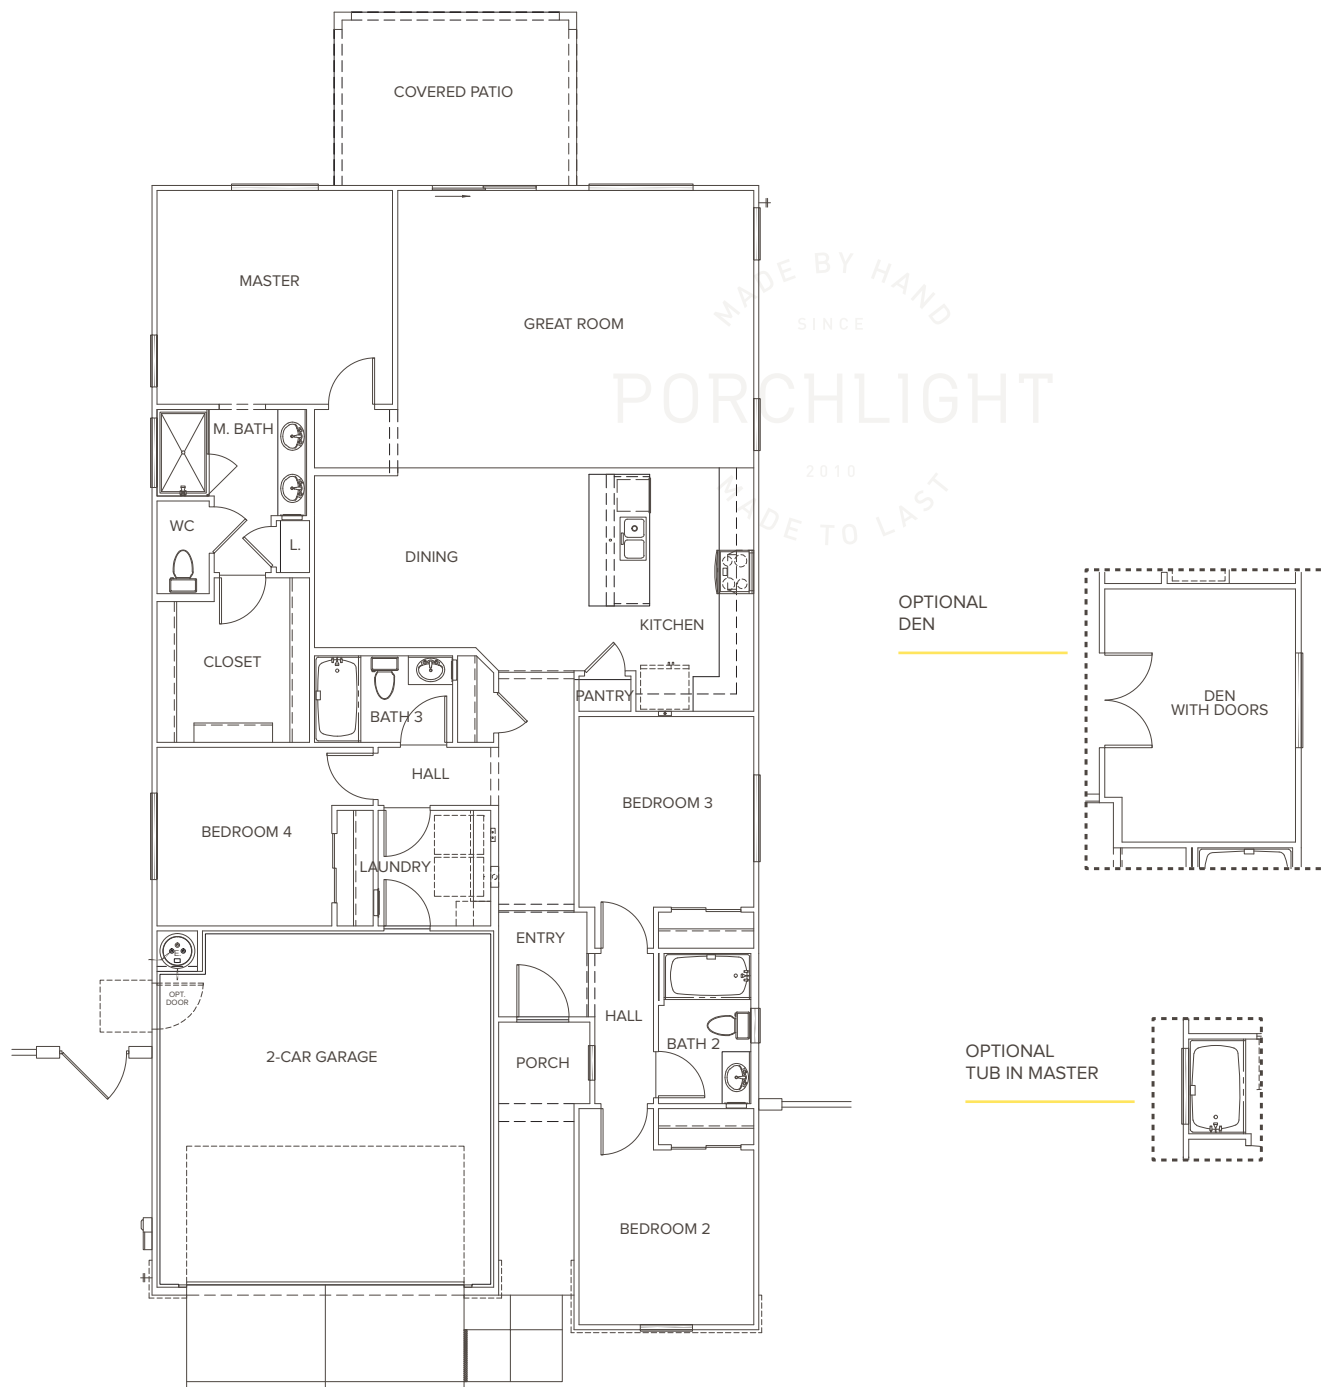 COVERED PATIO
MASTER
GREAT ROOM
MADE BY HAND
SINCE
PORCHLIGHT
2010
MADE TO LAST
M. BATH
WC
L.
DINING
KITCHEN
CLOSET
PANTRY
BATH 3
HALL
BEDROOM 3
BEDROOM 4
LAUNDRY
ENTRY
E
OPT.
DOOR
HALL
BATH 2
2-CAR GARAGE
PORCH
BEDROOM 2
OPTIONAL
DEN
DEN
WITH DOORS
OPTIONAL
TUB IN MASTER